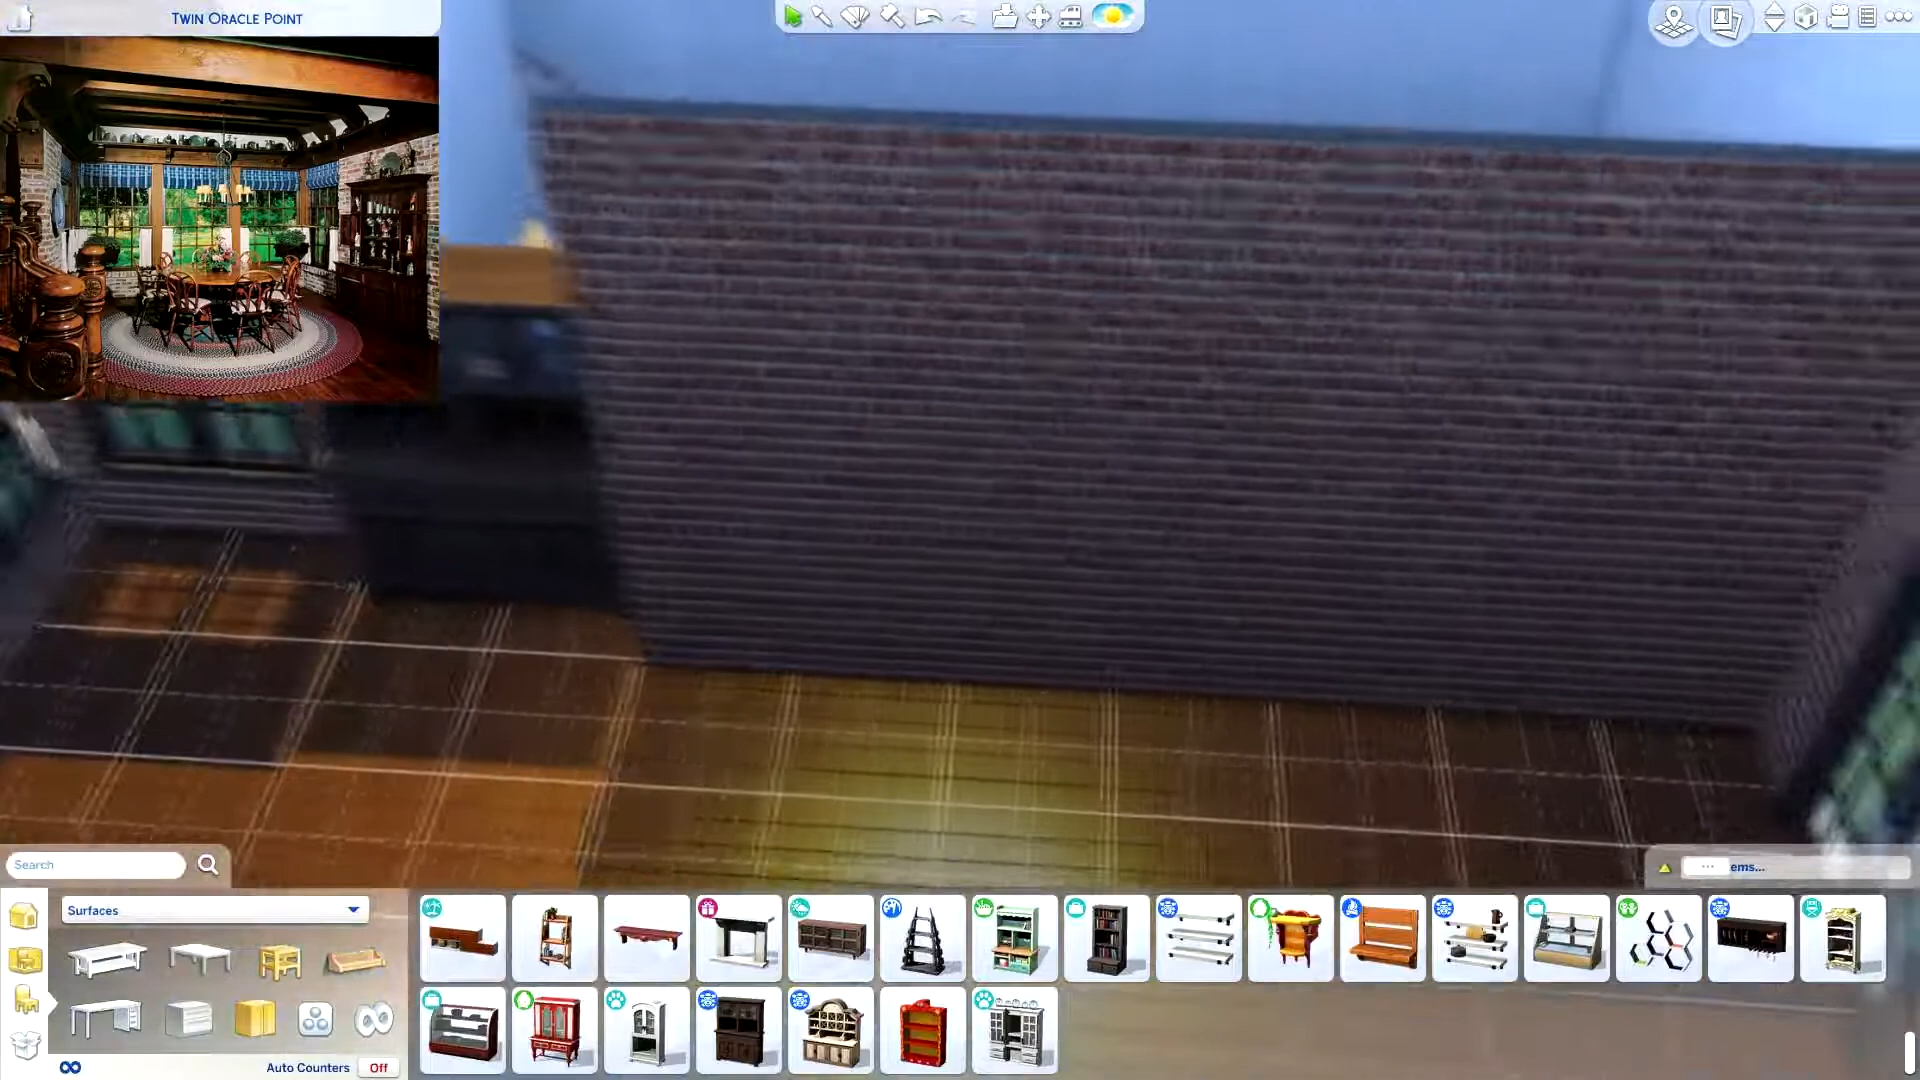 Twin Oracle Point
Search
ems...
Surfaces
Auto Counters Off